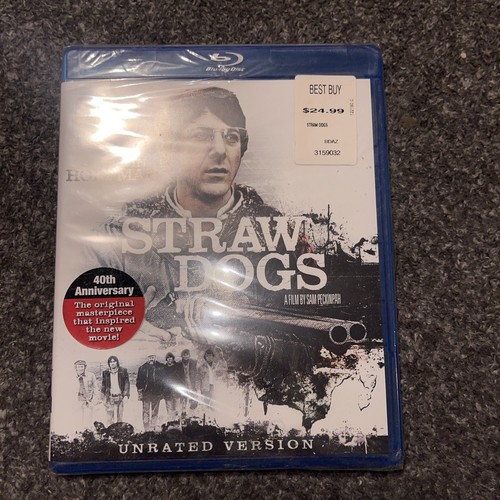 Blu-ray Disc
BEST BUY
$24.99
STRAW DOGS
BDA2
3159032
STRAW
DOGS
A FILM BY SAM PECKINPAH
40th
Anniversary
The original
masterpiece
that inspired
the new
movie!
UNRATED VERSION